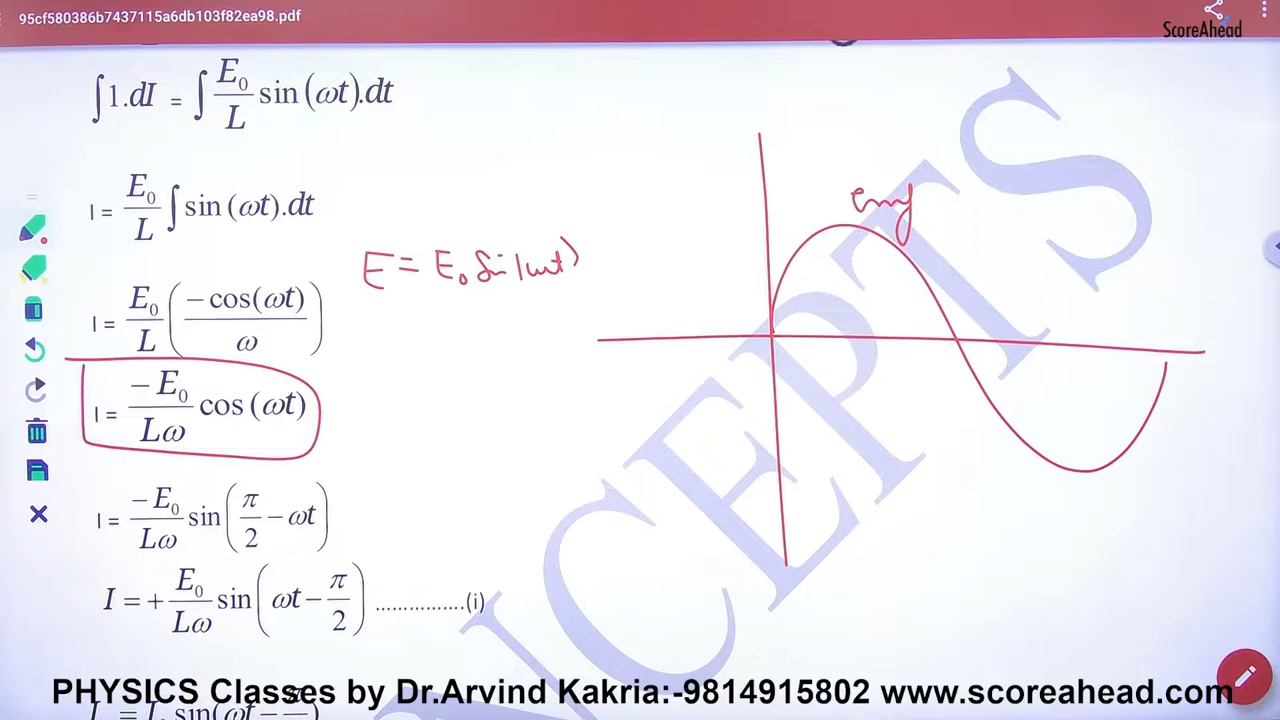 95cf580386b7437115a6db103f82ea98.pdf
ScoreAhead
∫1.dI = ∫ E₀/L sin(ωt).dt
I = E₀/L ∫ sin(ωt).dt
E = E₀ sin(ωt)
emf
I = E₀/L (−cos(ωt)/ω)
I = −E₀/Lω cos(ωt)
I = −E₀/Lω sin(π/2 − ωt)
I = + E₀/Lω sin(ωt − π/2) ................(i)
CEPTS
NCEPTS
PHYSICS Classes by Dr.Arvind Kakria:-9814915802 www.scoreahead.com